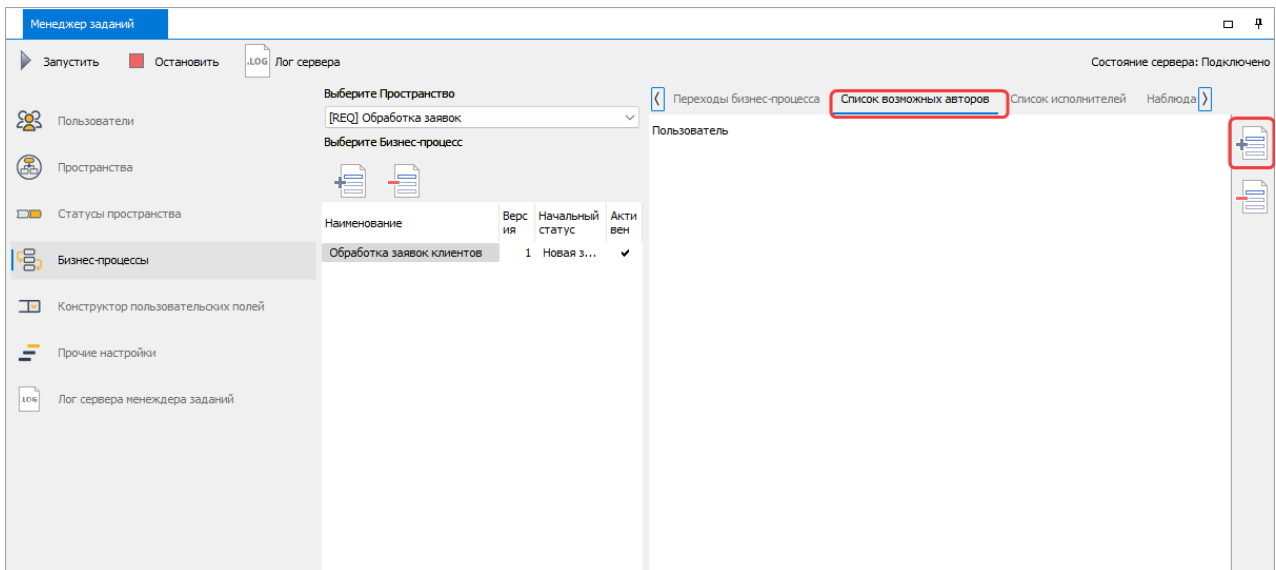 Менеджер заданий
Запустить
Остановить
.LOG Лог сервера
Состояние сервера: Подключено
Пользователи
Пространства
Статусы пространства
Бизнес-процессы
Конструктор пользовательских полей
Прочие настройки
.LOG Лог сервера менеждера заданий
Выберите Пространство
[REQ] Обработка заявок
Выберите Бизнес-процесс
Наименование Верс ия Начальный статус Акти вен
Обработка заявок клиентов 1 Новая з... ✔
Переходы бизнес-процесса Список возможных авторов Список исполнителей Наблюда
Пользователь